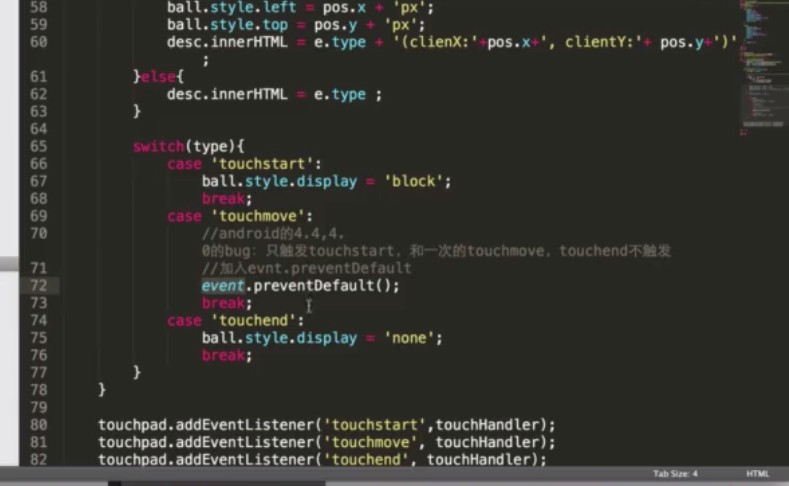 58 ball.style.left = pos.x + 'px';
59 ball.style.top = pos.y + 'px';
60 desc.innerHTML = e.type + '(clienX:'+pos.x+', clientY:'+ pos.y+')'
;
61 }else{
62 desc.innerHTML = e.type ;
63 }
64
65 switch(type){
66 case 'touchstart':
67 ball.style.display = 'block';
68 break;
69 case 'touchmove':
70 //android的4.4,4.
0的bug: 只触发touchstart，和一次的touchmove，touchend不触发
71 //加入evnt.preventDefault
72 event.preventDefault();
73 break;
74 case 'touchend':
75 ball.style.display = 'none';
76 break;
77 }
78 }
79
80 touchpad.addEventListener('touchstart',touchHandler);
81 touchpad.addEventListener('touchmove', touchHandler);
82 touchpad.addEventListener('touchend', touchHandler);
Tab Size: 4 HTML